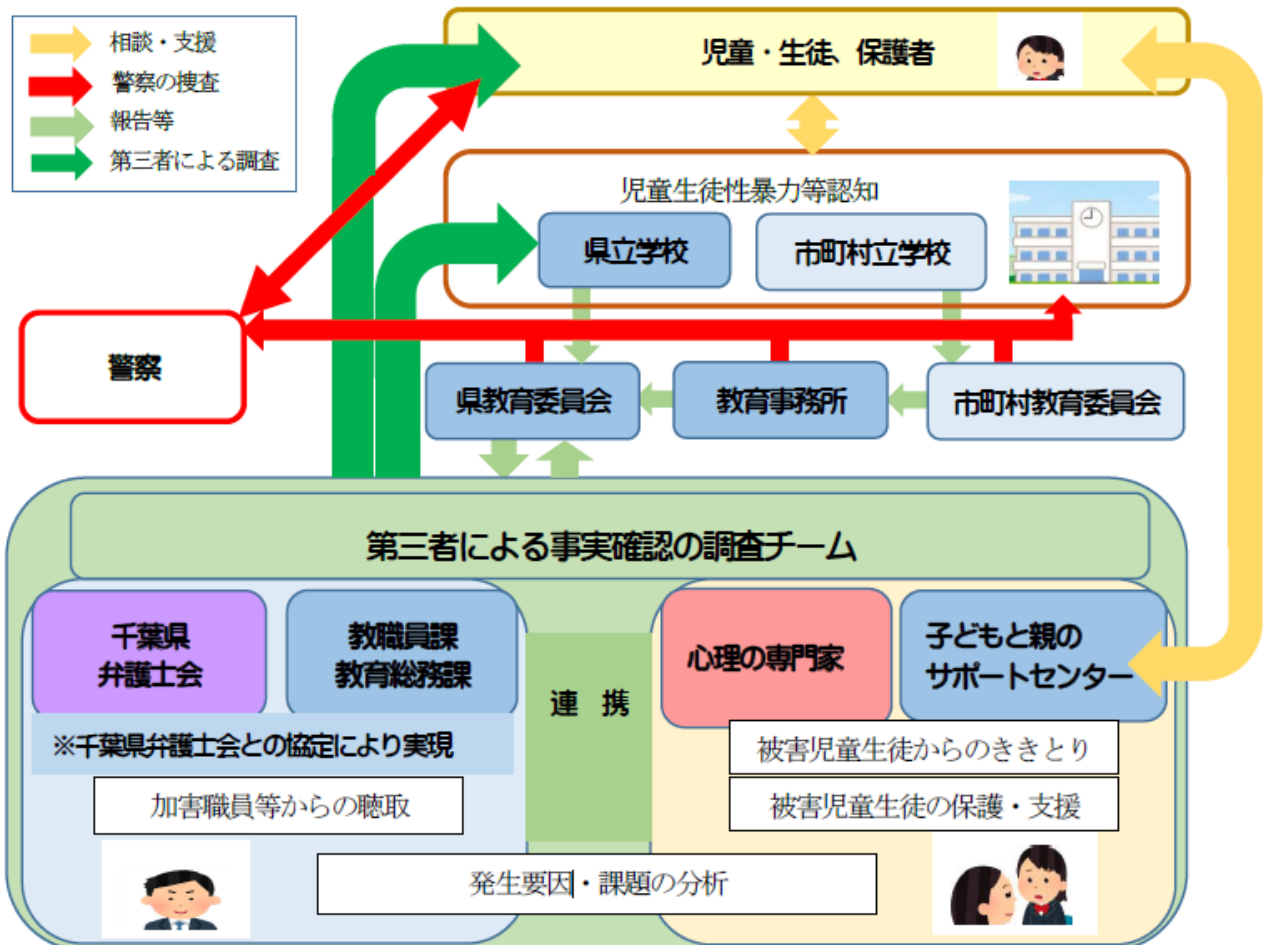 相談・支援
警察の捜査
報告等
第三者による調査
児童・生徒、保護者
児童生徒性暴力等認知
県立学校
市町村立学校
警察
県教育委員会
教育事務所
市町村教育委員会
第三者による事実確認の調査チーム
千葉県
弁護士会
教職員課
教育総務課
連 携
心理の専門家
子どもと親の
サポートセンター
※千葉県弁護士会との協定により実現
加害職員等からの聴取
被害児童生徒からのききとり
被害児童生徒の保護・支援
発生要因・課題の分析